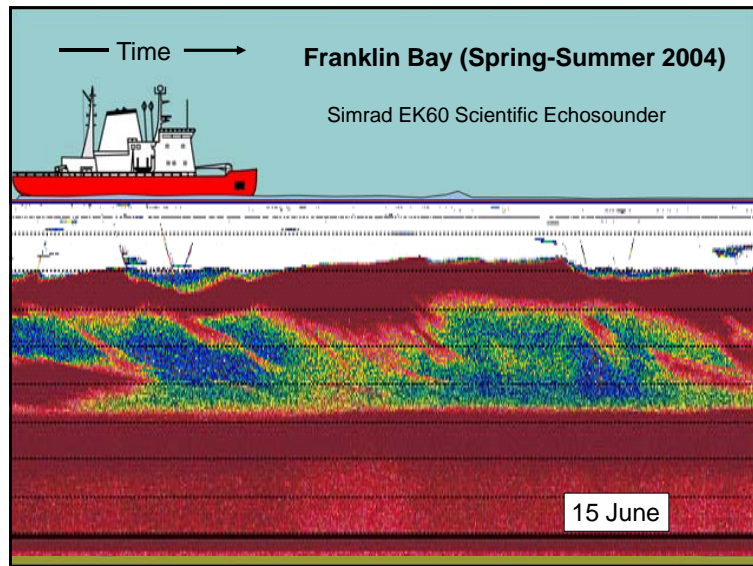 Time
Franklin Bay (Spring-Summer 2004)
Simrad EK60 Scientific Echosounder
15 June